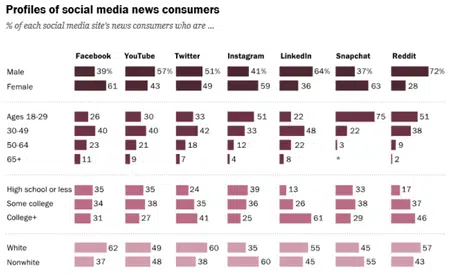 Profiles of social media news consumers
% of each social media site's news consumers who are ...
Facebook YouTube Twitter Instagram LinkedIn Snapchat Reddit
Male 39% 57% 51% 41% 64% 37% 72%
Female 61 43 49 59 36 63 28
Ages 18-29 26 30 33 51 22 75 51
30-49 40 40 42 33 48 22 38
50-64 23 21 18 12 22 3 9
65+ 11 9 7 4 8 * 2
High school or less 35 35 24 39 13 33 17
Some college 34 38 35 36 26 38 37
College+ 31 27 41 25 61 29 46
White 62 49 60 35 55 45 57
Nonwhite 37 48 38 60 45 55 43